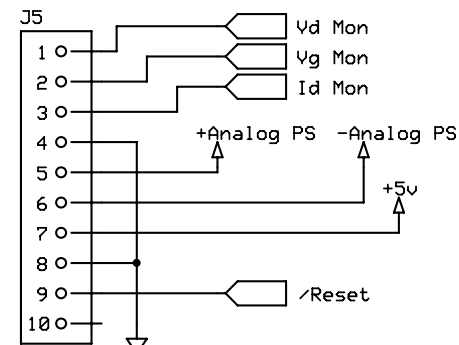 J5
Vd Mon
1
Vg Mon
2
Id Mon
3
+Analog PS -Analog PS
4
5
+5v
6
7
8
9 /Reset
10